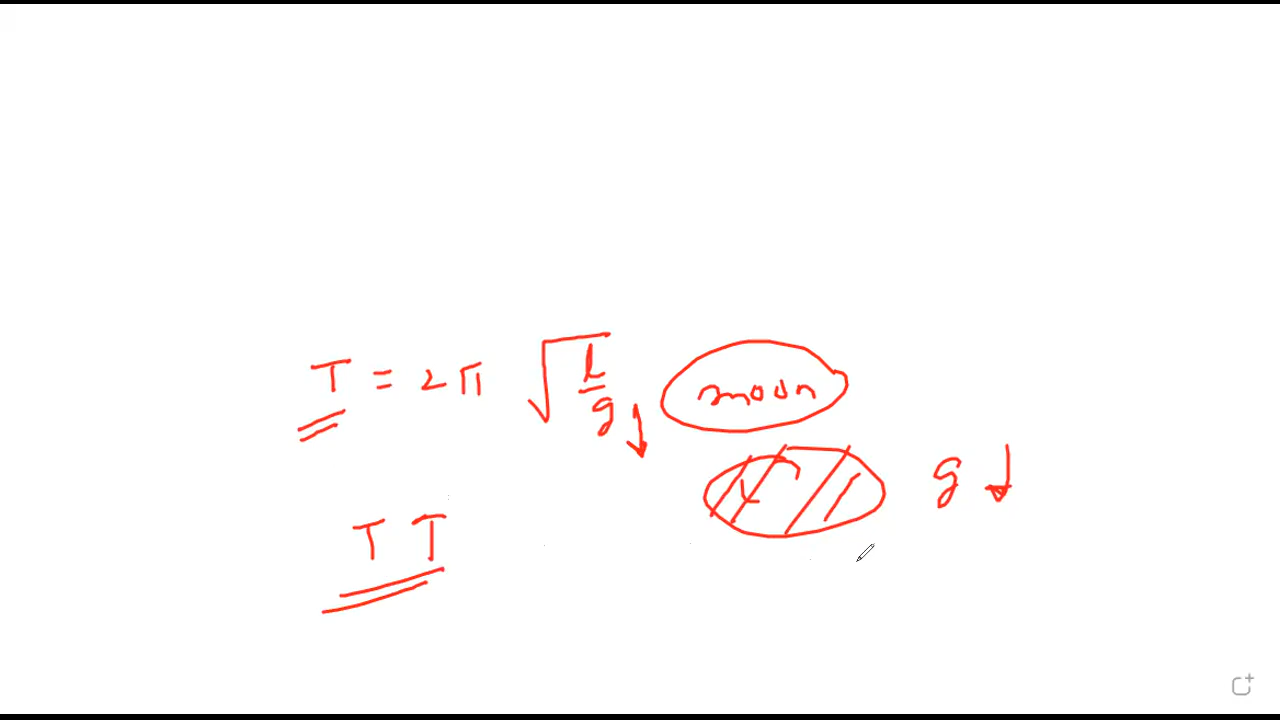 T = 2π √l/g ↓ moon
g ↓
T T